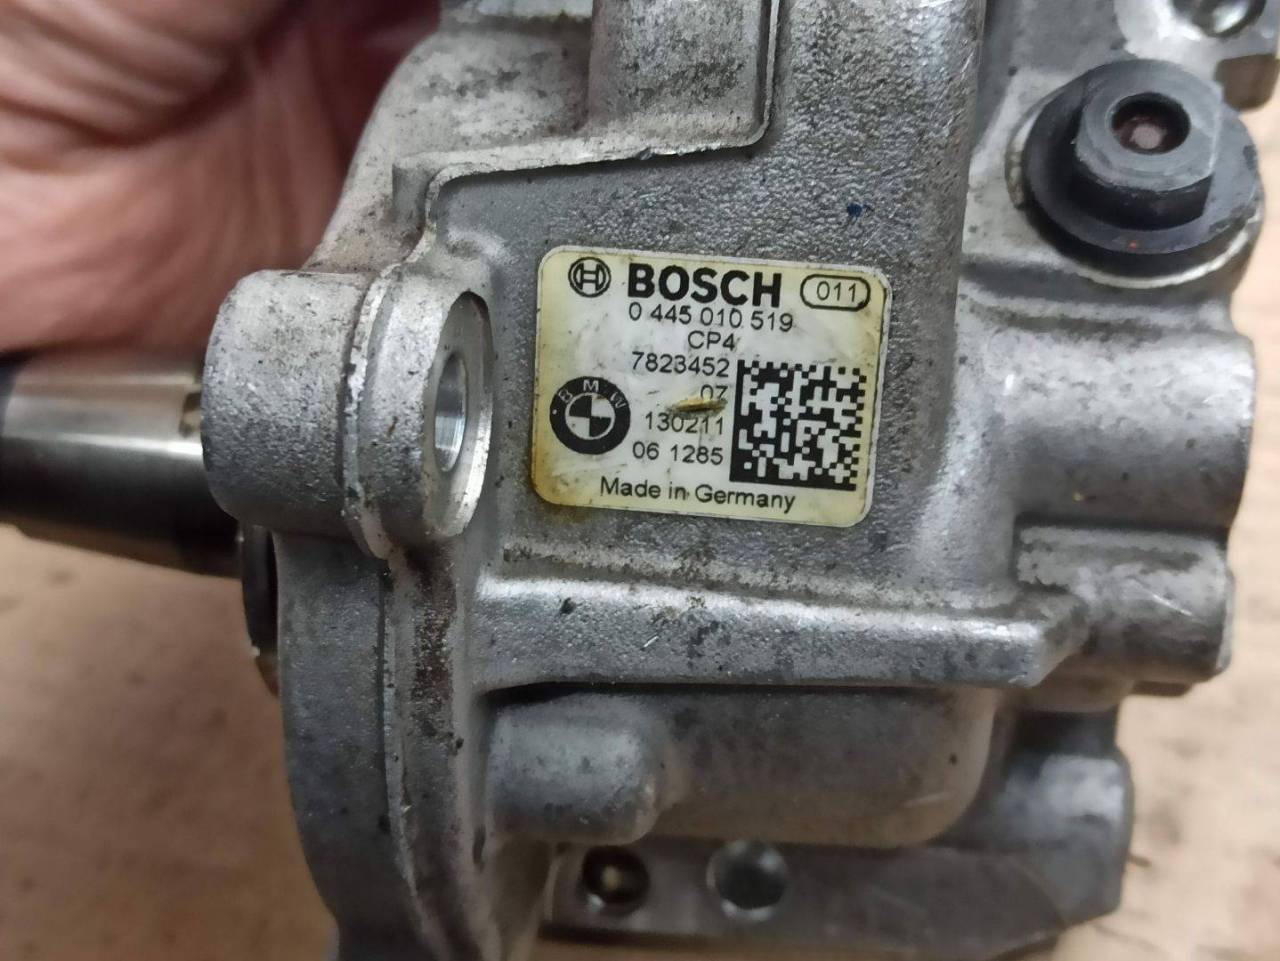 BOSCH 011
0 445 010 519
CP4
7823452
07
BMW
130211
06 1285
Made in Germany